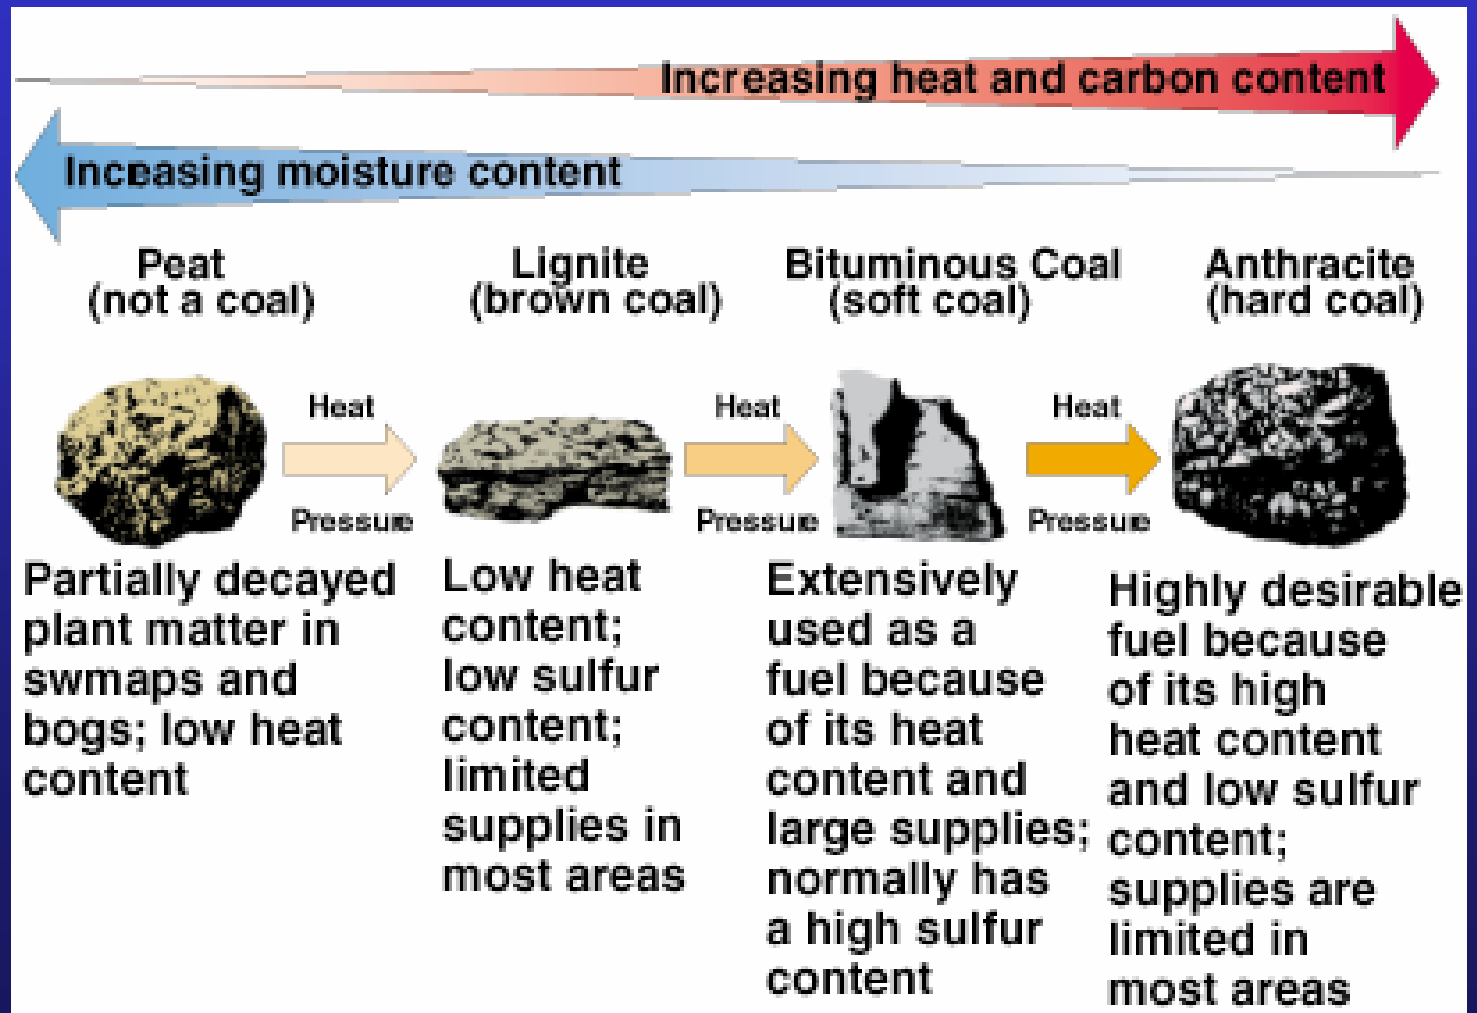 Increasing heat and carbon content
Increasing moisture content
Peat
(not a coal)
Lignite
(brown coal)
Bituminous Coal
(soft coal)
Anthracite
(hard coal)
Heat
Pressure
Heat
Pressure
Heat
Pressure
Partially decayed
plant matter in
swmaps and
bogs; low heat
content
Low heat
content;
low sulfur
content;
limited
supplies in
most areas
Extensively
used as a
fuel because
of its heat
content and
large supplies;
normally has
a high sulfur
content
Highly desirable
fuel because
of its high
heat content
and low sulfur
content;
supplies are
limited in
most areas